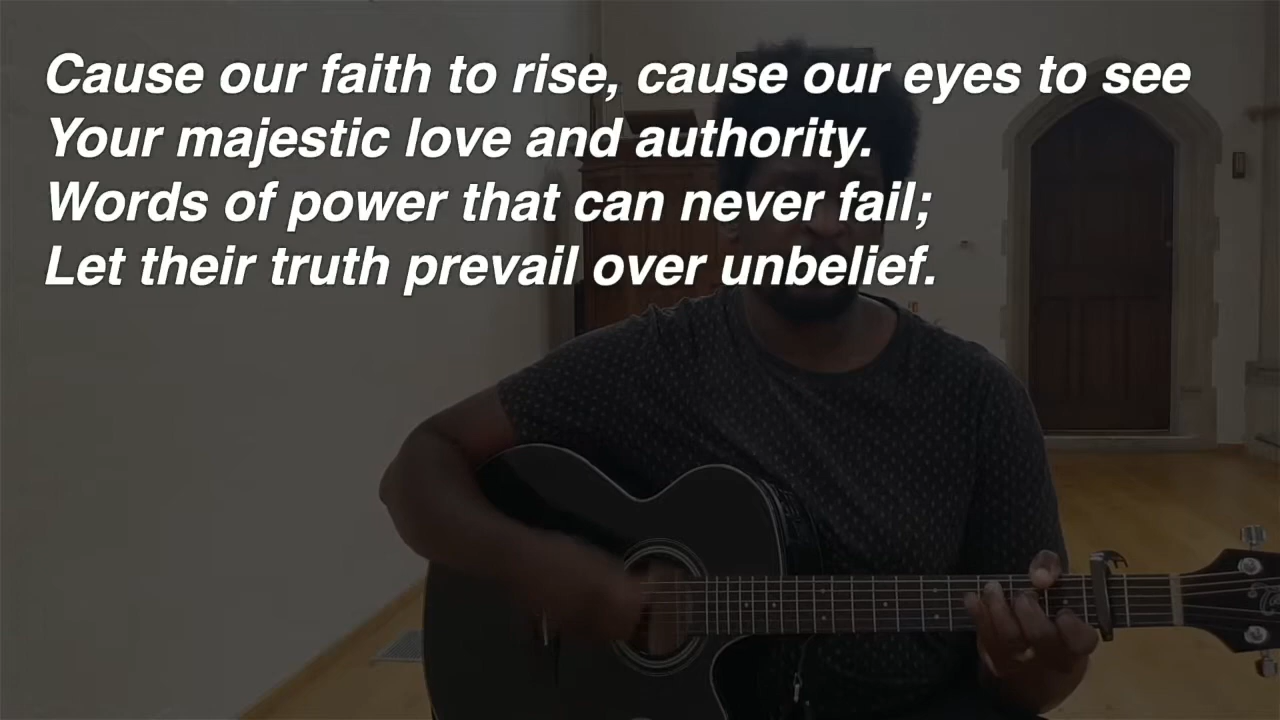 Cause our faith to rise, cause our eyes to see
Your majestic love and authority.
Words of power that can never fail;
Let their truth prevail over unbelief.